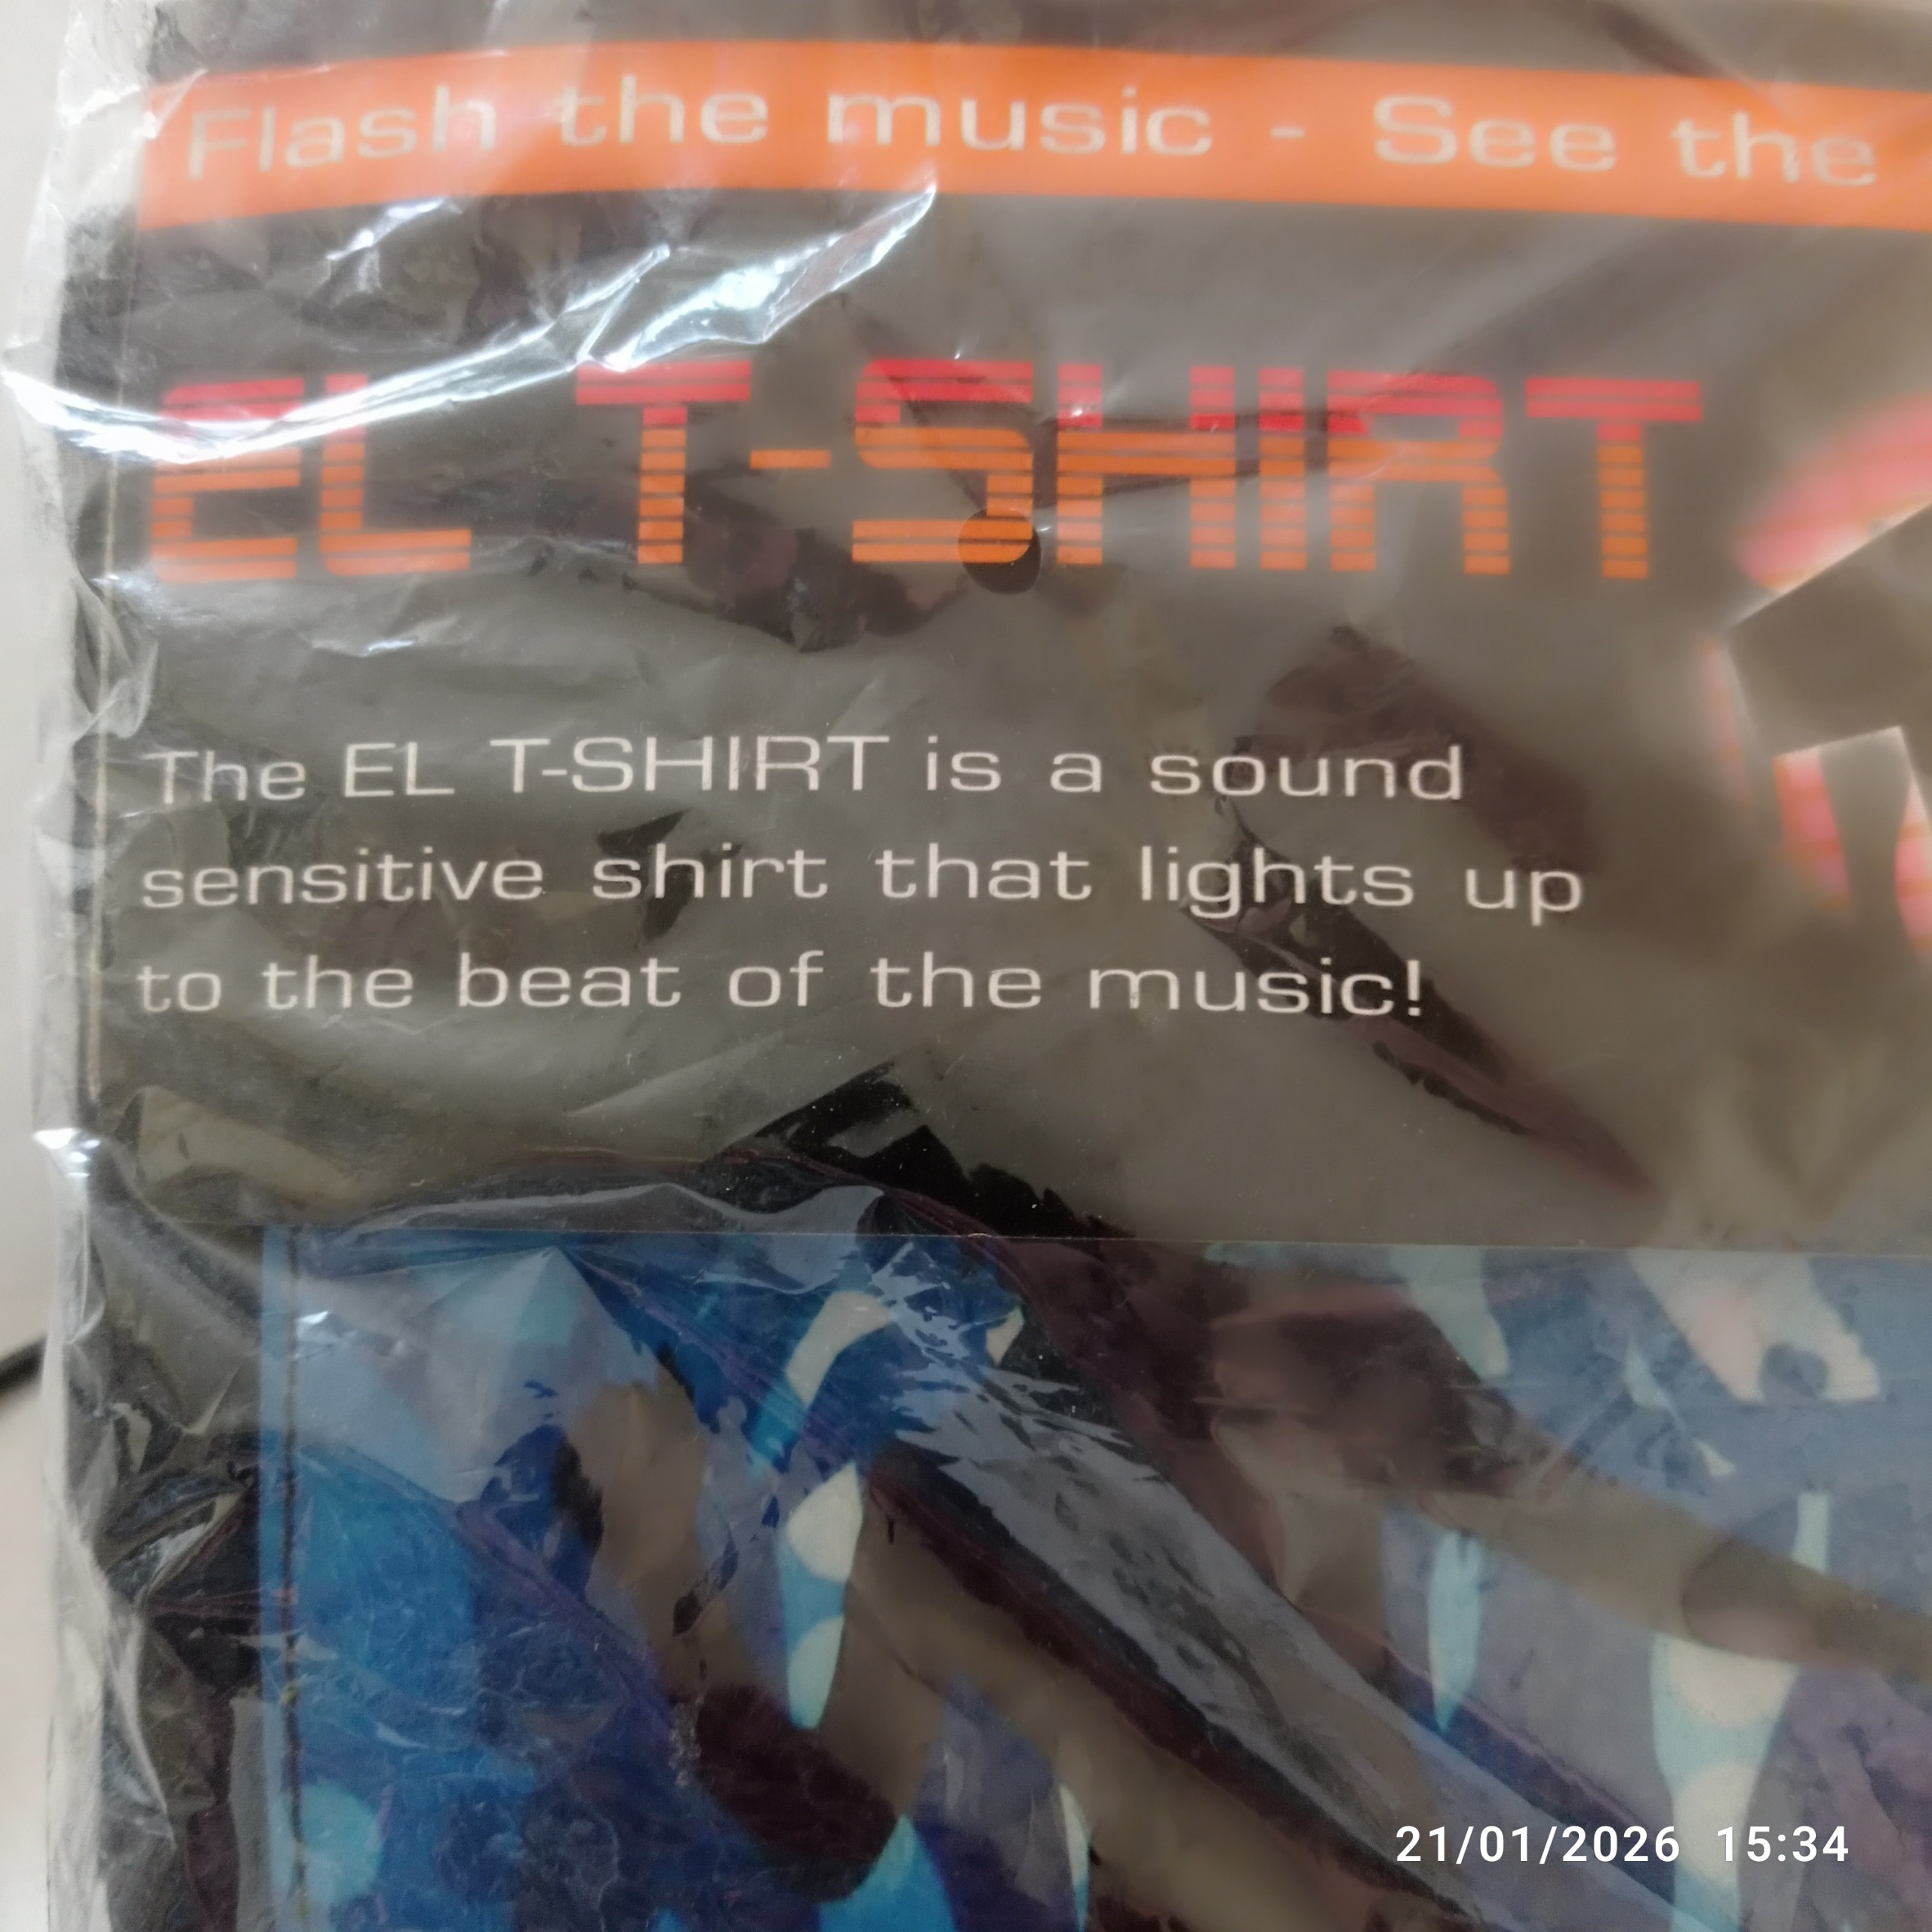 Flash the music - See the
EL T-SHIRT
The EL T-SHIRT is a sound
sensitive shirt that lights up
to the beat of the music!
21/01/2026 15:34